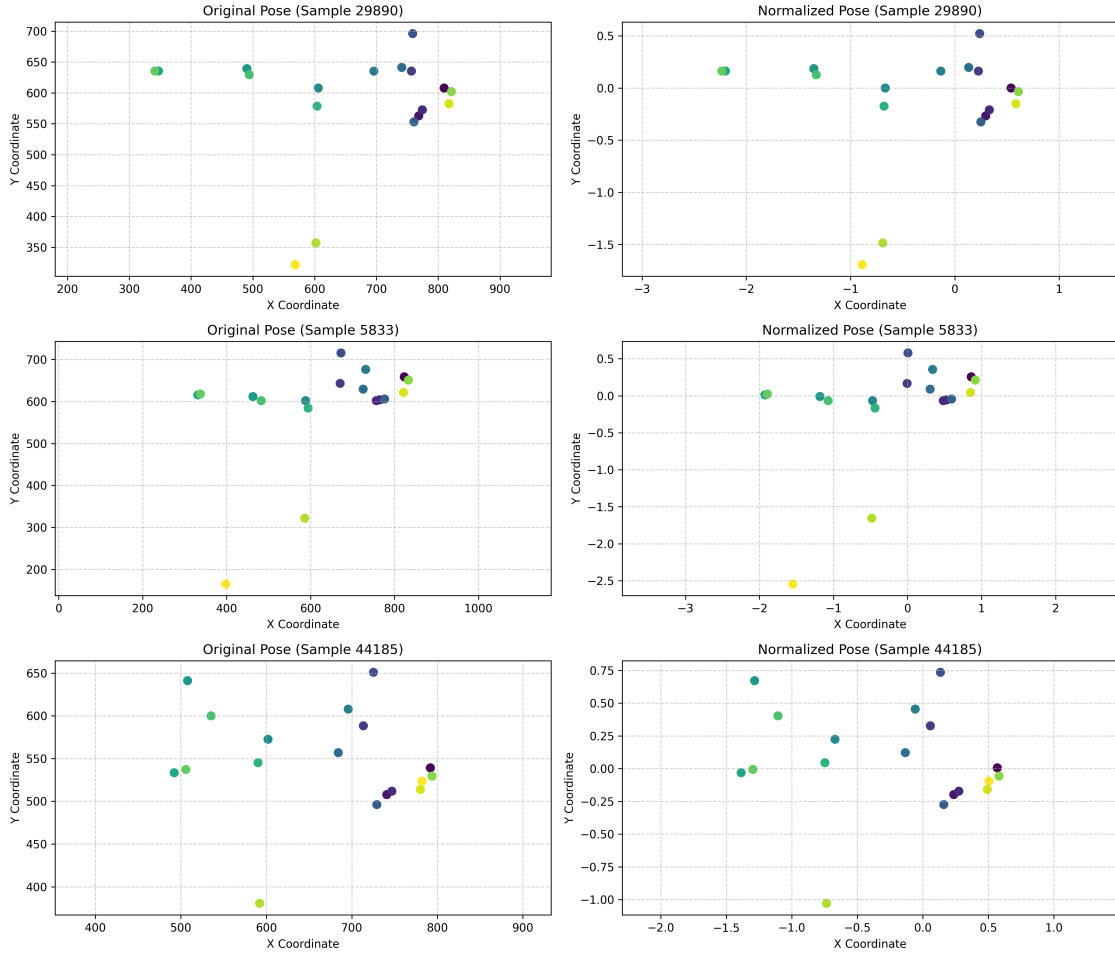 Original Pose (Sample 29890)
Y Coordinate
700
650
600
550
500
450
400
350
200 300 400 500 600 700 800 900
X Coordinate
Normalized Pose (Sample 29890)
Y Coordinate
0.5
0.0
−0.5
−1.0
−1.5
−3 −2 −1 0 1
X Coordinate
Original Pose (Sample 5833)
Y Coordinate
700
600
500
400
300
200
0 200 400 600 800 1000
X Coordinate
Normalized Pose (Sample 5833)
Y Coordinate
0.5
0.0
−0.5
−1.0
−1.5
−2.0
−2.5
−3 −2 −1 0 1 2
X Coordinate
Original Pose (Sample 44185)
Y Coordinate
650
600
550
500
450
400
400 500 600 700 800 900
X Coordinate
Normalized Pose (Sample 44185)
Y Coordinate
0.75
0.50
0.25
0.00
−0.25
−0.50
−0.75
−1.00
−2.0 −1.5 −1.0 −0.5 0.0 0.5 1.0
X Coordinate